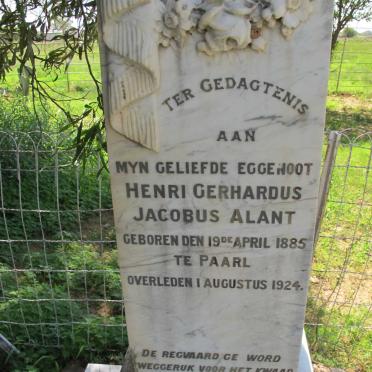 TER GEDAGTENIS
AAN
MYN GELIEFDE EGGENOOT
HENRI GERHARDUS
JACOBUS ALANT
GEBOREN DEN 19DE APRIL 1885
TE PAARL
OVERLEDEN 1 AUGUSTUS 1924.
DE REGVAARDIGE WORD
WEGGERUK VOOR HET KWAAD